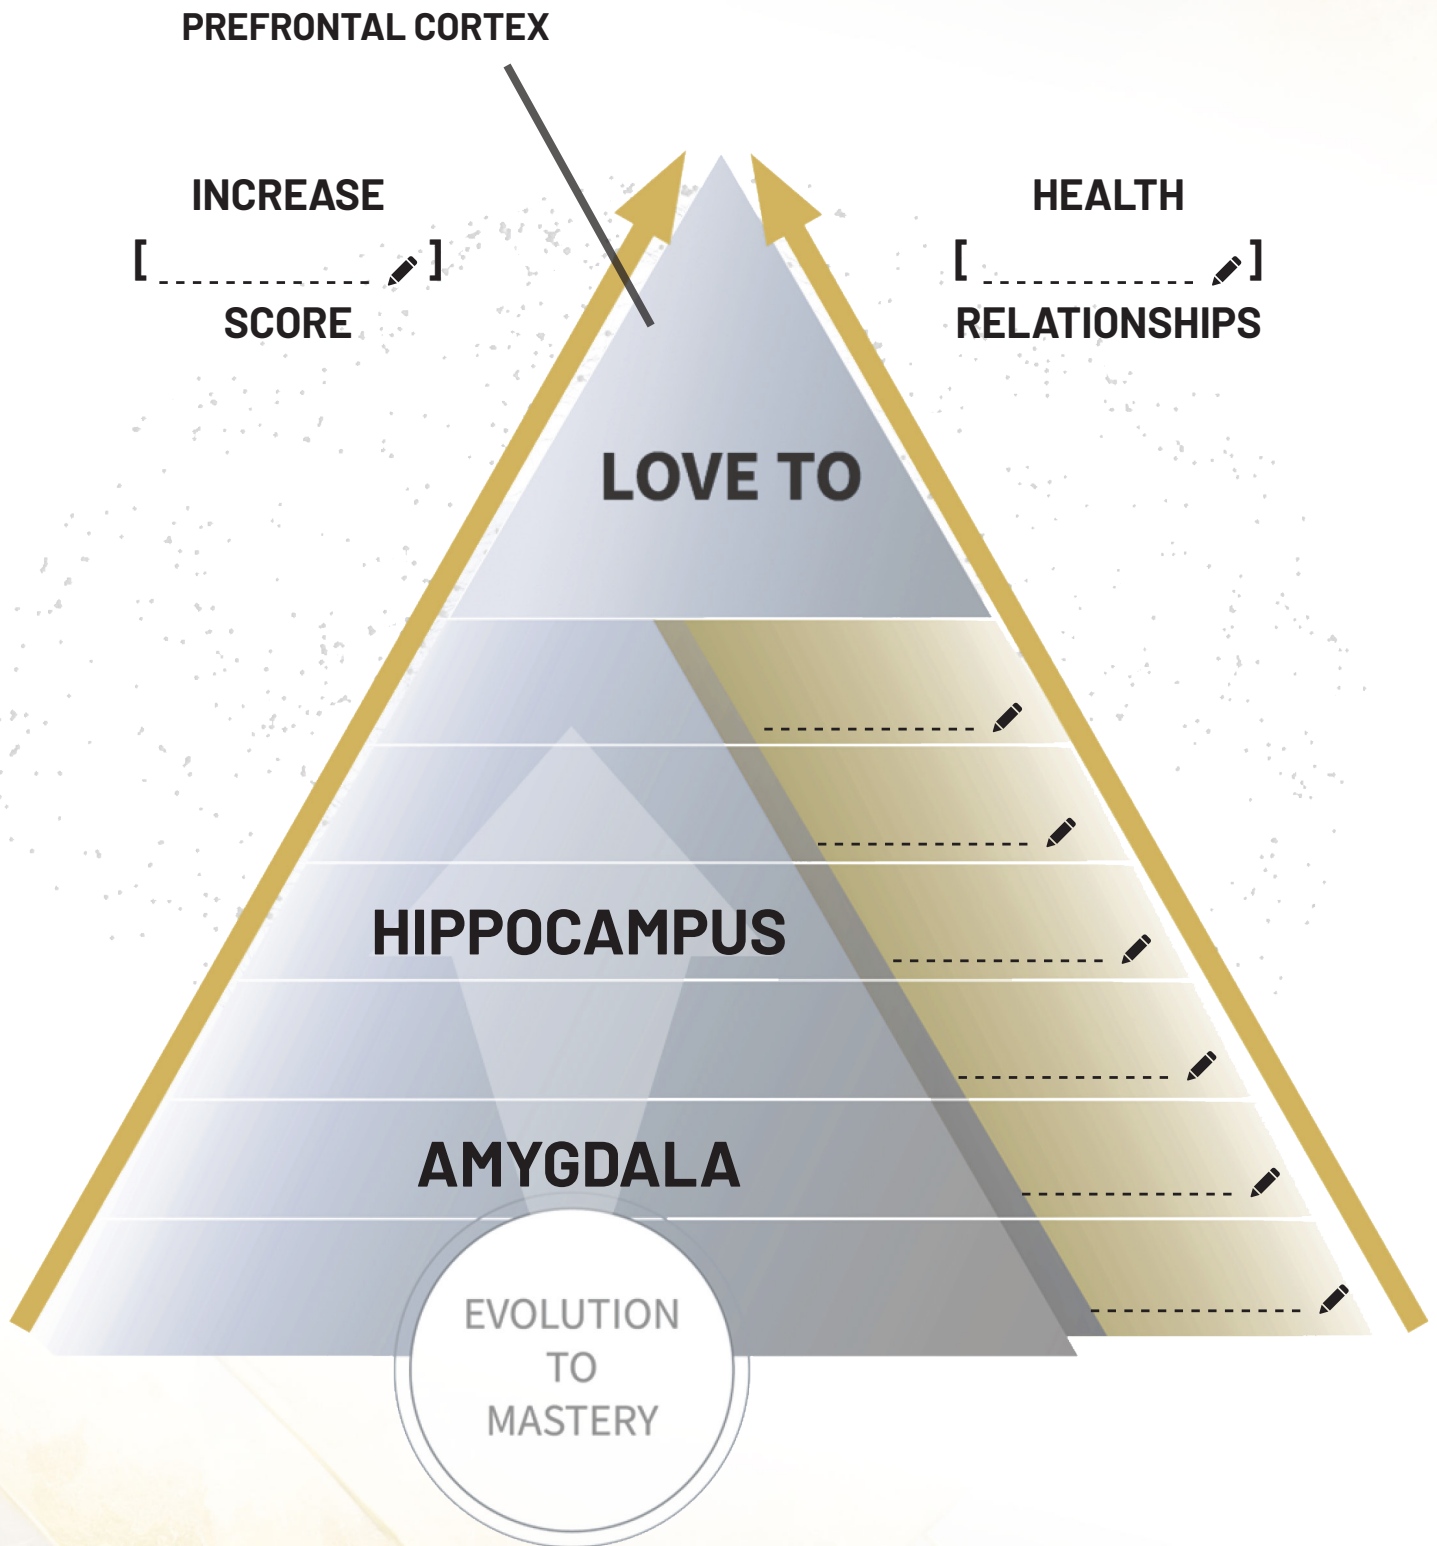 PREFRONTAL CORTEX
INCREASE
[ ]
SCORE
HEALTH
[ ]
RELATIONSHIPS
LOVE TO
HIPPOCAMPUS
AMYGDALA
EVOLUTION
TO
MASTERY